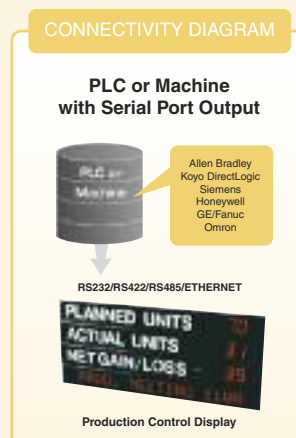 CONNECTIVITY DIAGRAM
PLC or Machine
with Serial Port Output
PLC or
Machine
Allen Bradley
Koyo DirectLogic
Siemens
Honeywell
GE/Fanuc
Omron
RS232/RS422/RS485/ETHERNET
PLANNED UNITS
ACTUAL UNITS
NET GAIN/LOSS
Production Control Display